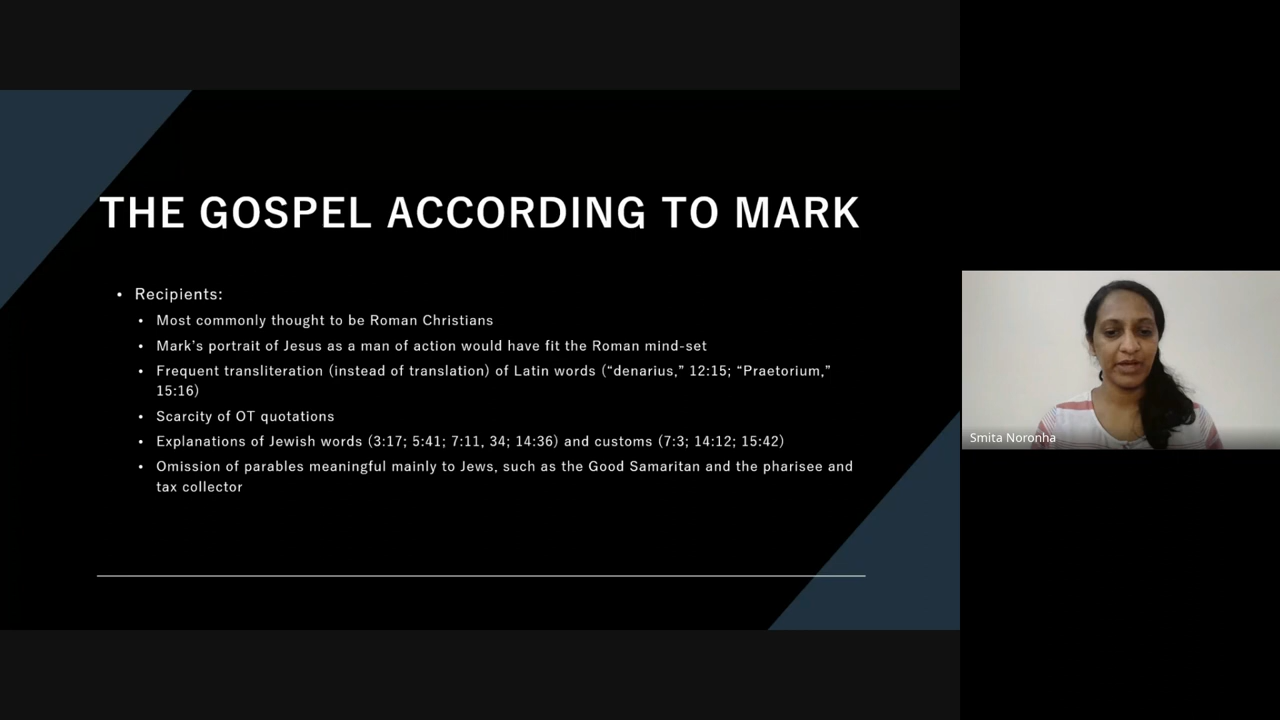 THE GOSPEL ACCORDING TO MARK
• Recipients:
• Most commonly thought to be Roman Christians
• Mark’s portrait of Jesus as a man of action would have fit the Roman mind-set
• Frequent transliteration (instead of translation) of Latin words (“denarius,” 12:15; “Praetorium,”
15:16)
• Scarcity of OT quotations
• Explanations of Jewish words (3:17; 5:41; 7:11, 34; 14:36) and customs (7:3; 14:12; 15:42)
• Omission of parables meaningful mainly to Jews, such as the Good Samaritan and the pharisee and
tax collector
Smita Noronha